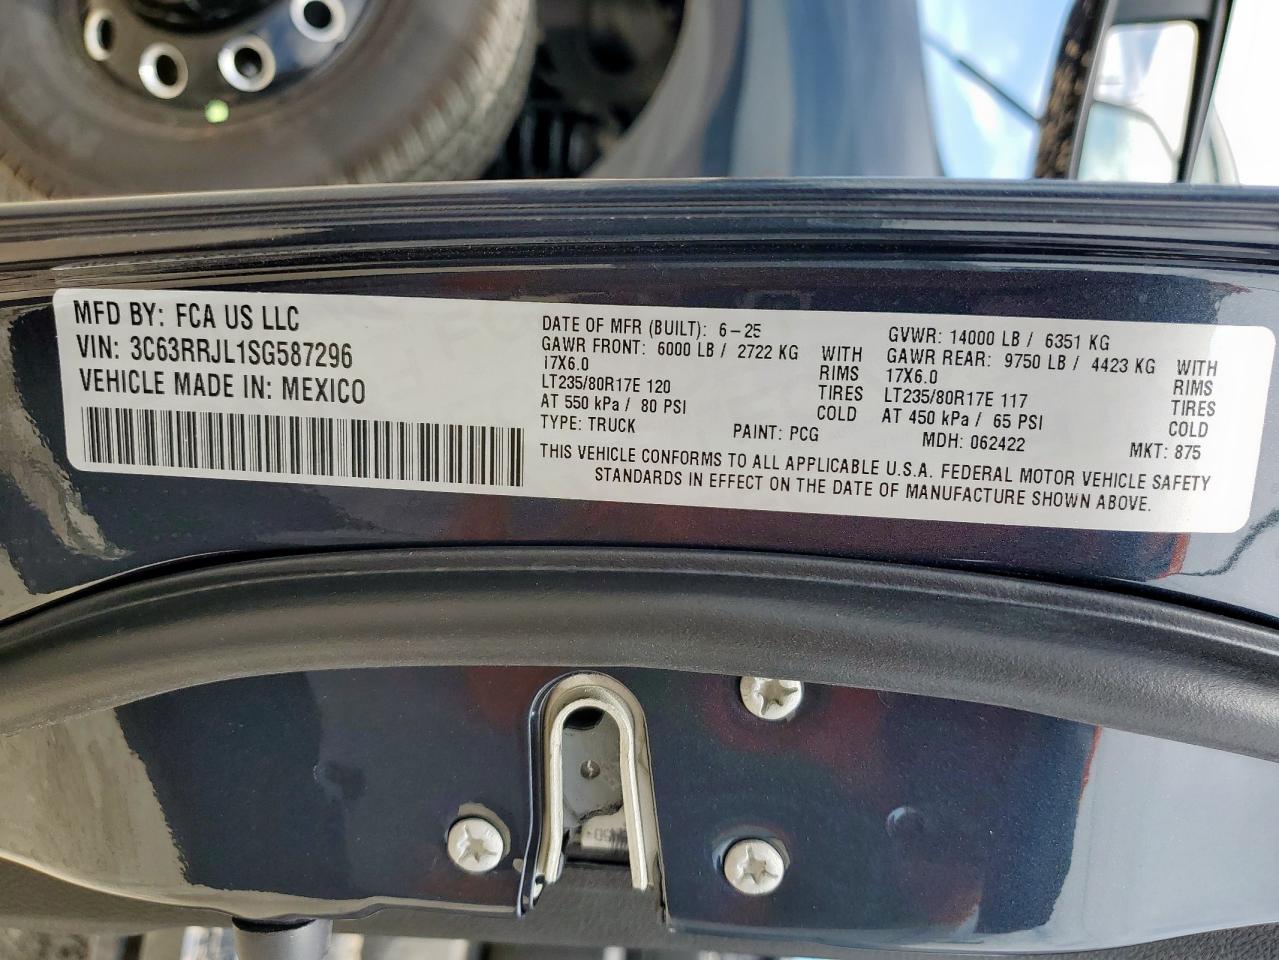 MFD BY: FCA US LLC
VIN: 3C63RRJL1SG587296
VEHICLE MADE IN: MEXICO
DATE OF MFR (BUILT): 6-25
GAWR FRONT: 6000 LB / 2722 KG WITH
17X6.0 RIMS
LT235/80R17E 120 TIRES
AT 550 kPa / 80 PSI COLD
TYPE: TRUCK PAINT: PCG
GVWR: 14000 LB / 6351 KG
GAWR REAR: 9750 LB / 4423 KG WITH
17X6.0 RIMS
LT235/80R17E 117 TIRES
AT 450 kPa / 65 PSI COLD
MDH: 062422 MKT: 875
THIS VEHICLE CONFORMS TO ALL APPLICABLE U.S.A. FEDERAL MOTOR VEHICLE SAFETY
STANDARDS IN EFFECT ON THE DATE OF MANUFACTURE SHOWN ABOVE.